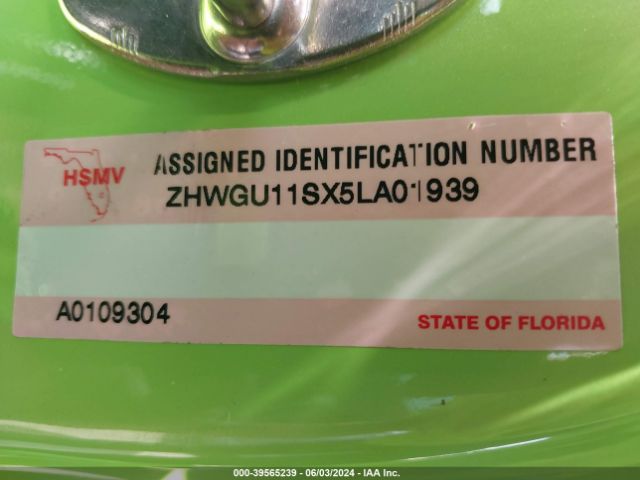 HSMV
ASSIGNED IDENTIFICATION NUMBER
ZHWGU11SX5LA01939
A0109304
STATE OF FLORIDA
000-39565239 - 06/03/2024 - IAA Inc.